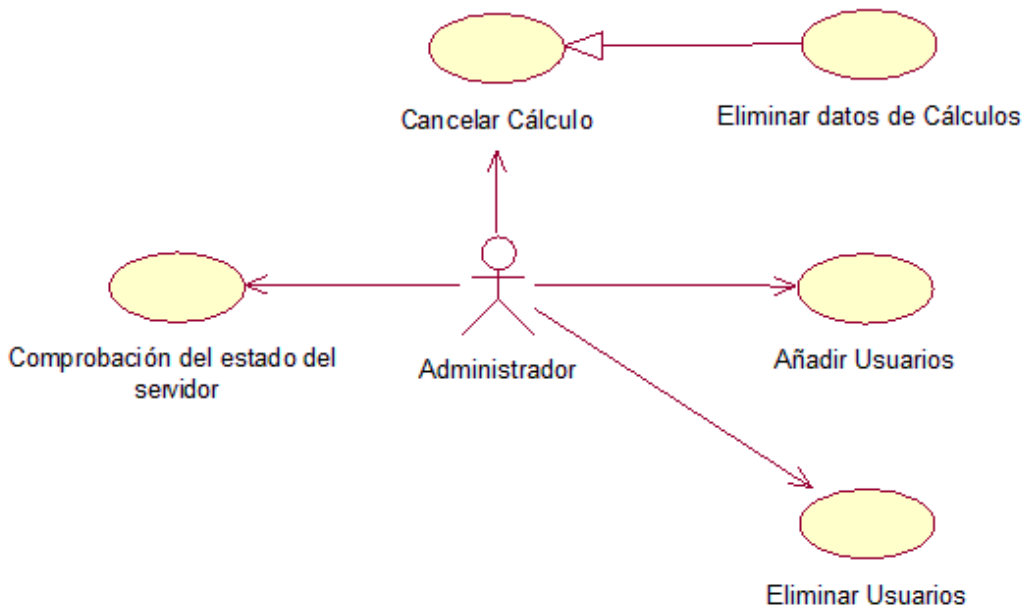 Cancelar Cálculo
Eliminar datos de Cálculos
Comprobación del estado del
servidor
Administrador
Añadir Usuarios
Eliminar Usuarios